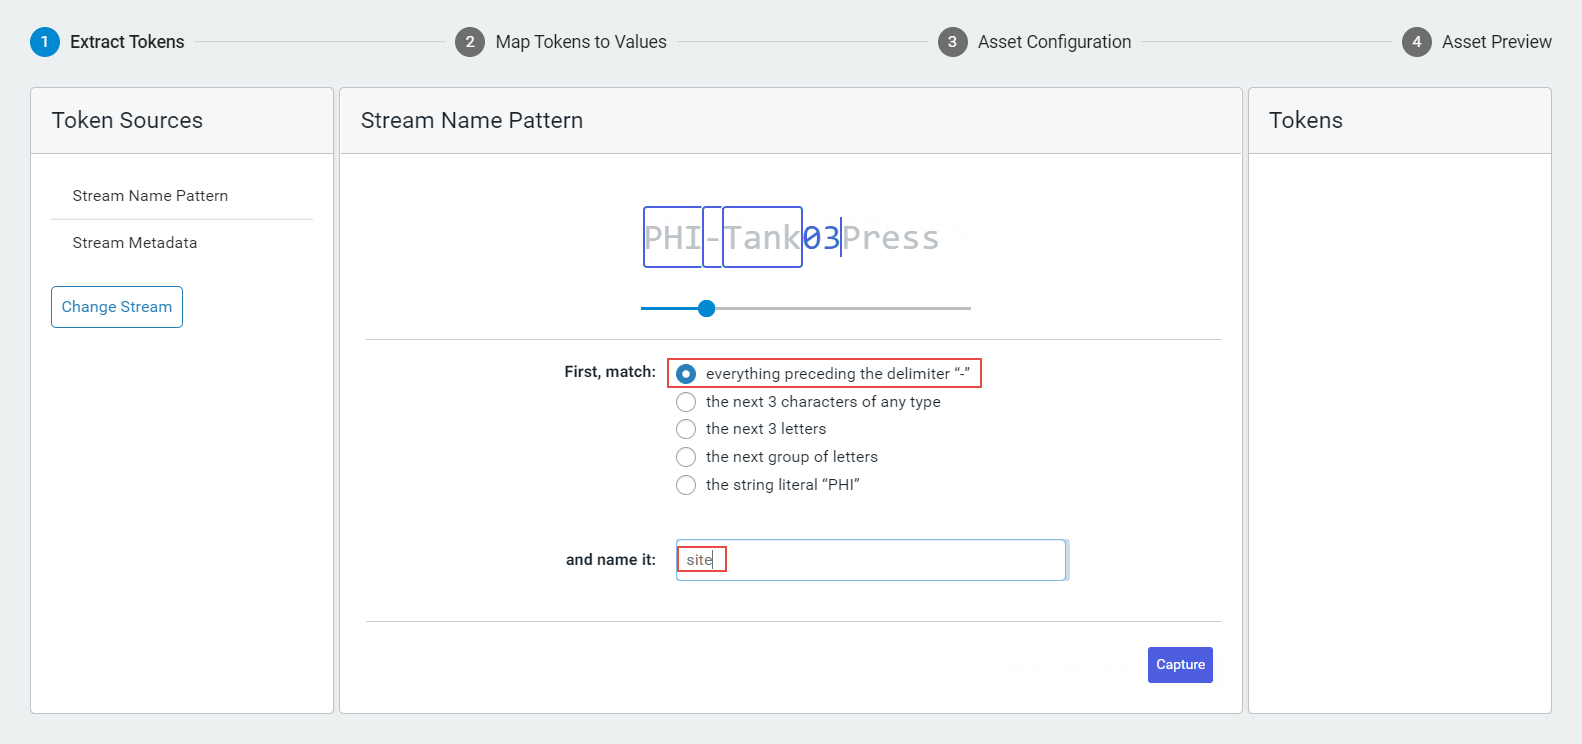 1 Extract Tokens 2 Map Tokens to Values 3 Asset Configuration 4 Asset Preview
Token Sources
Stream Name Pattern
Stream Metadata
Change Stream
Stream Name Pattern
PHI-Tank03Press
First, match:
everything preceding the delimiter “-”
the next 3 characters of any type
the next 3 letters
the next group of letters
the string literal “PHI”
and name it: site
Capture
Tokens